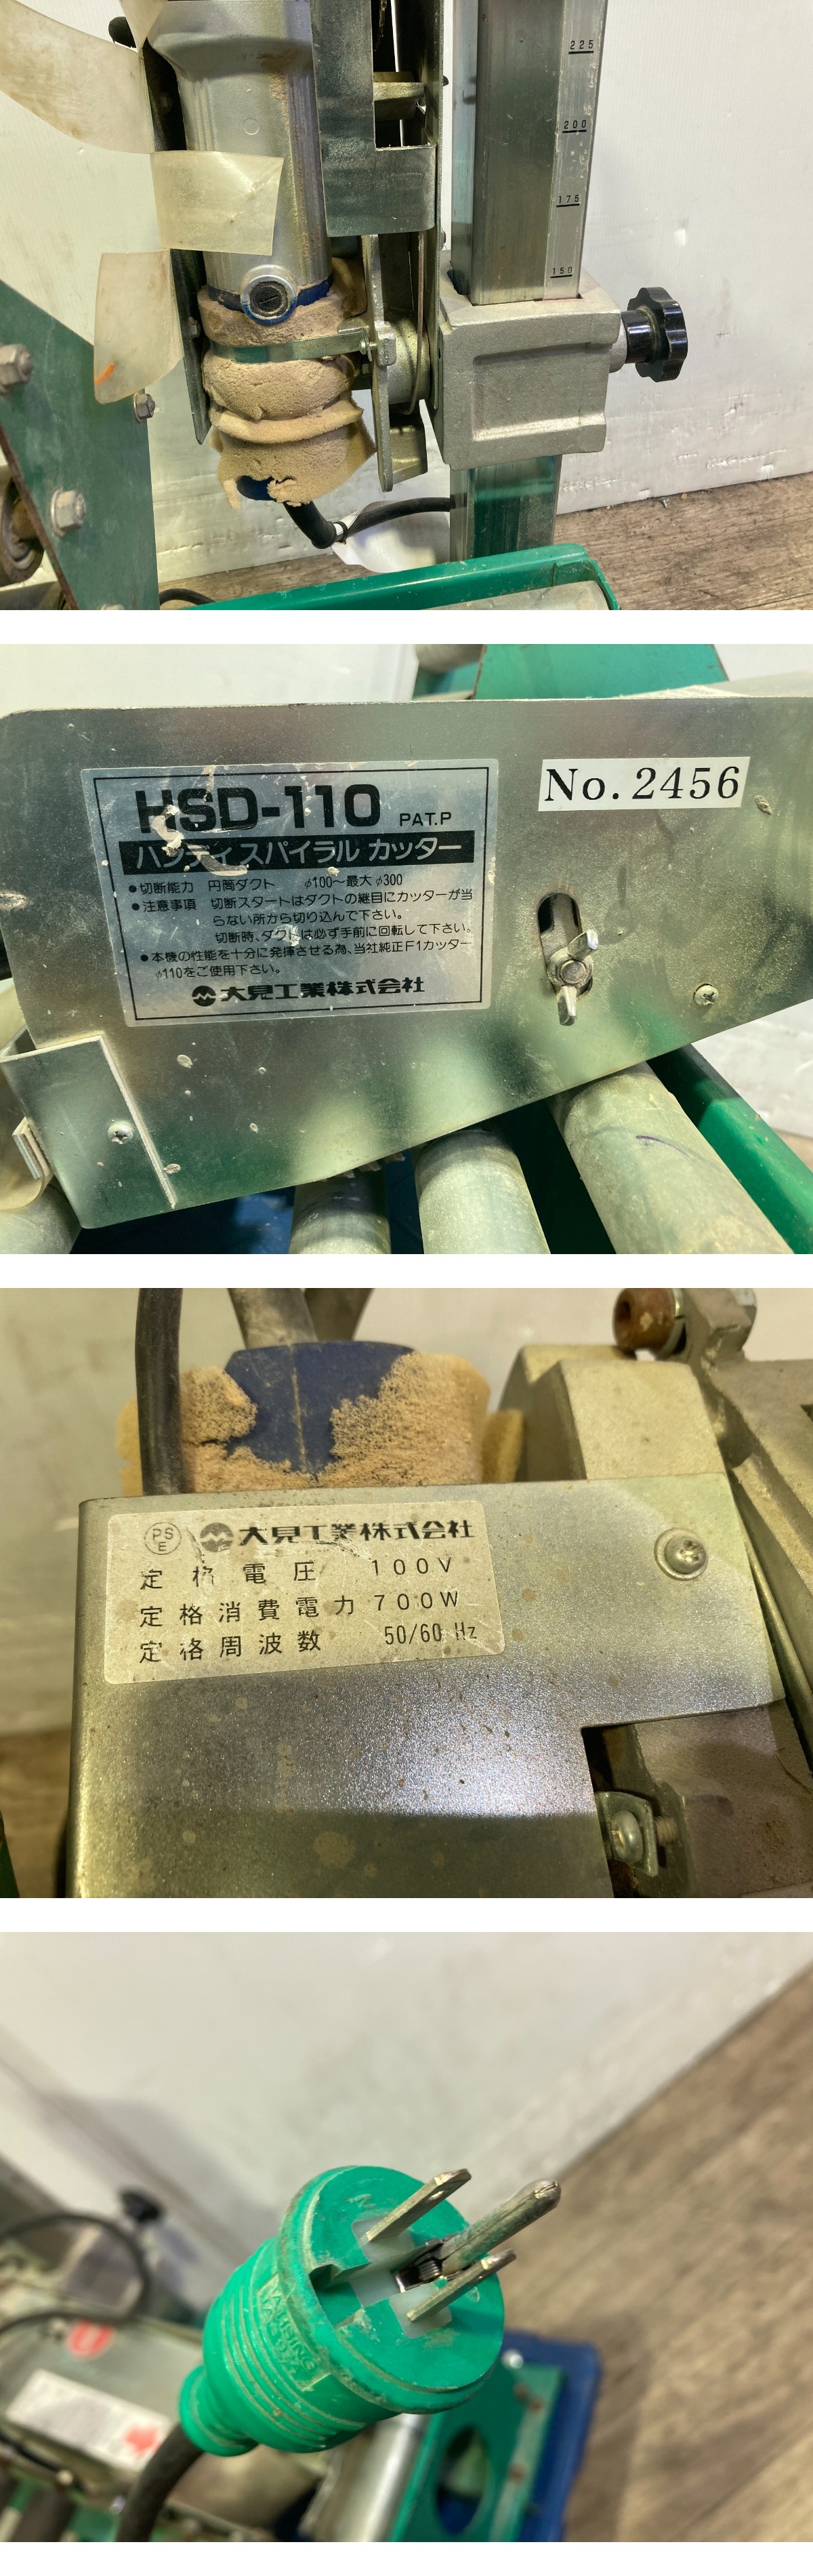 225
200
175
150
HSD-110 PAT.P
No. 2456
ハンディスパイラル カッター
●切断能力 円筒ダクト φ100～最大φ300
●注意事項 切断スタートはダクトの継目にカッターが当
らない所から切り込んで下さい。
切断時、ダクトは必ず手前に回転して下さい。
●本機の性能を十分に発揮させる為、当社純正F1カッター
φ110をご使用下さい。
大見工業株式会社
PS
E
大見工業株式会社
定格電圧 100V
定格消費電力 700W
定格周波数 50/60 Hz